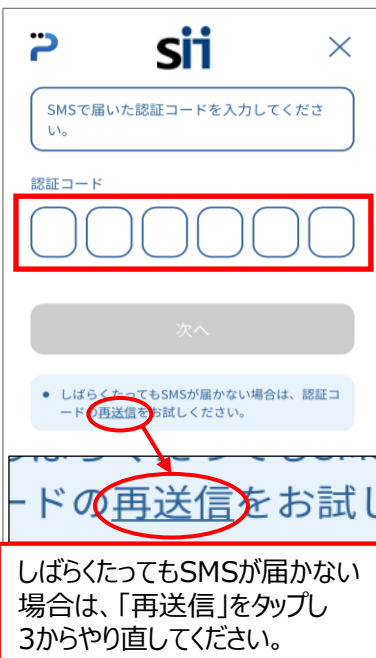 sii
SMSで届いた認証コードを入力してくださ
い。
認証コード
次へ
しばらくたってもSMSが届かない場合は、認証コ
ードの再送信をお試しください。
ードの再送信をお試し
しばらくたってもSMSが届かない
場合は、「再送信」をタップし
3からやり直してください。